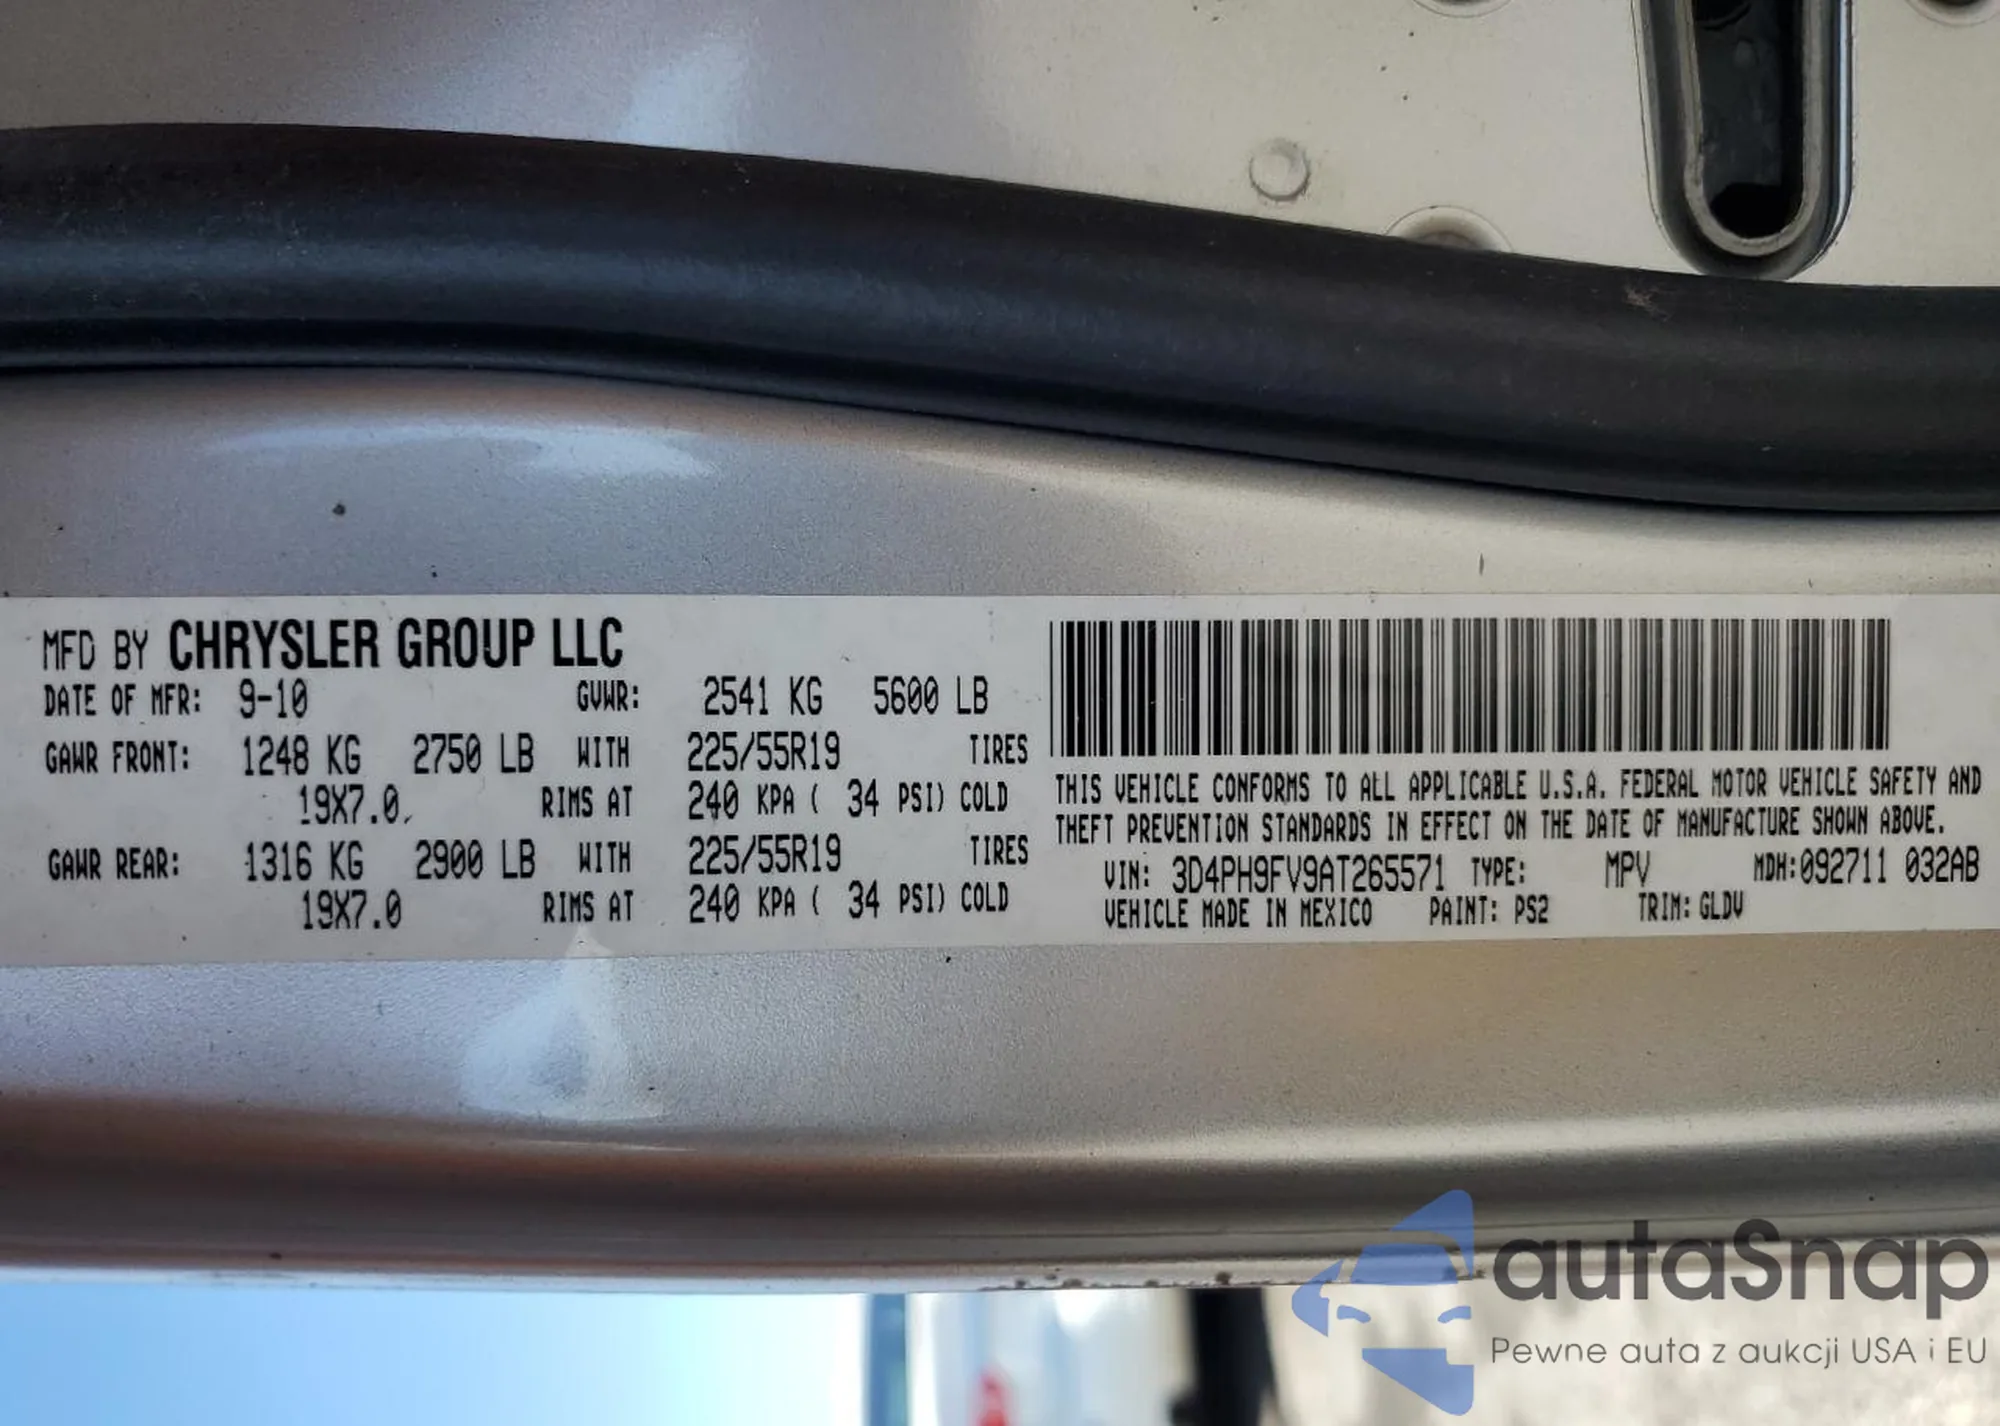 MFD BY CHRYSLER GROUP LLC
DATE OF MFR: 9-10 GVWR: 2541 KG 5600 LB
GAWR FRONT: 1248 KG 2750 LB WITH 225/55R19 TIRES
19X7.0, RIMS AT 240 KPA ( 34 PSI) COLD
GAWR REAR: 1316 KG 2900 LB WITH 225/55R19 TIRES
19X7.0 RIMS AT 240 KPA ( 34 PSI) COLD
THIS VEHICLE CONFORMS TO ALL APPLICABLE U.S.A. FEDERAL MOTOR VEHICLE SAFETY AND
THEFT PREVENTION STANDARDS IN EFFECT ON THE DATE OF MANUFACTURE SHOWN ABOVE.
VIN: 3D4PH9FV9AT265571 TYPE: MPV MDH:092711 032AB
VEHICLE MADE IN MEXICO PAINT: PS2 TRIM: GLDV
autaSnap
Pewne auta z aukcji USA i EU